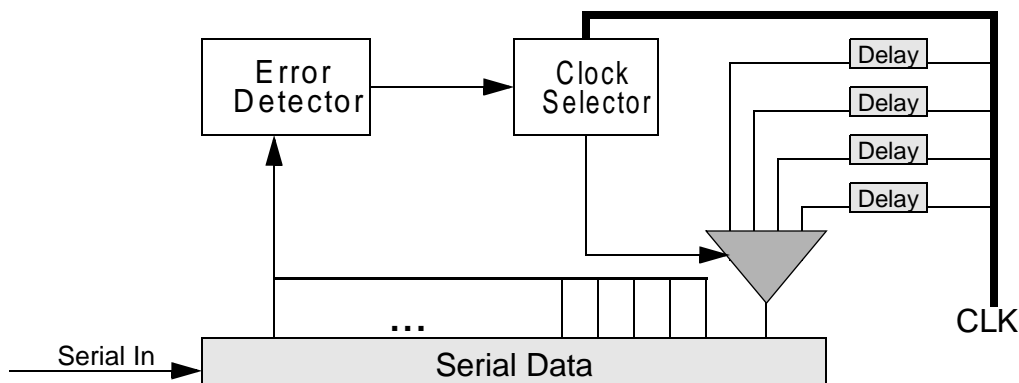 Error
Detector
Clock
Selector
Delay
Delay
Delay
Delay
CLK
...
Serial In
Serial Data